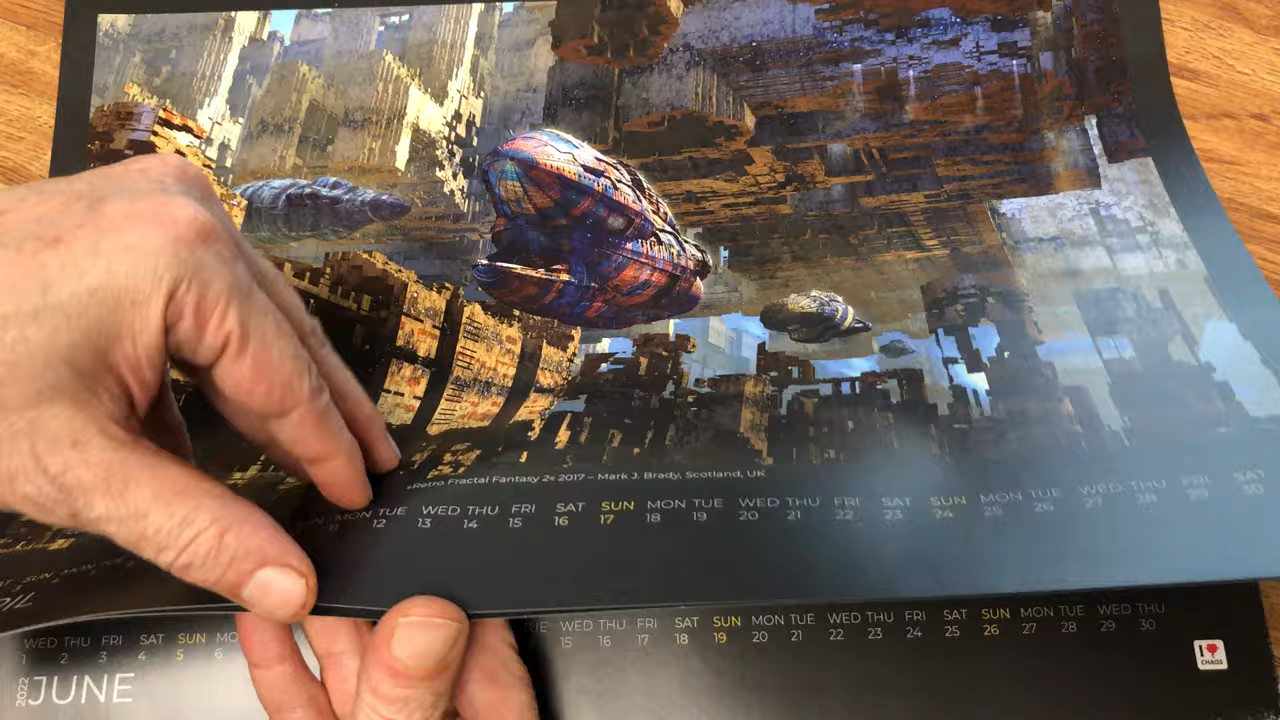 »Retro Fractal Fantasy 2« 2017 – Mark J. Brady, Scotland, UK
MON TUE WED THU FRI SAT SUN MON TUE WED THU FRI SAT SUN MON TUE WED THU FRI SAT
11 12 13 14 15 16 17 18 19 20 21 22 23 24 25 26 27 28 29 30
WED THU FRI SAT SUN MO UE WED THU FRI SAT SUN MON TUE WED THU FRI SAT SUN MON TUE WED THU
1 2 3 4 5 6 15 16 17 18 19 20 21 22 23 24 25 26 27 28 29 30
2022 JUNE
I CHAOS